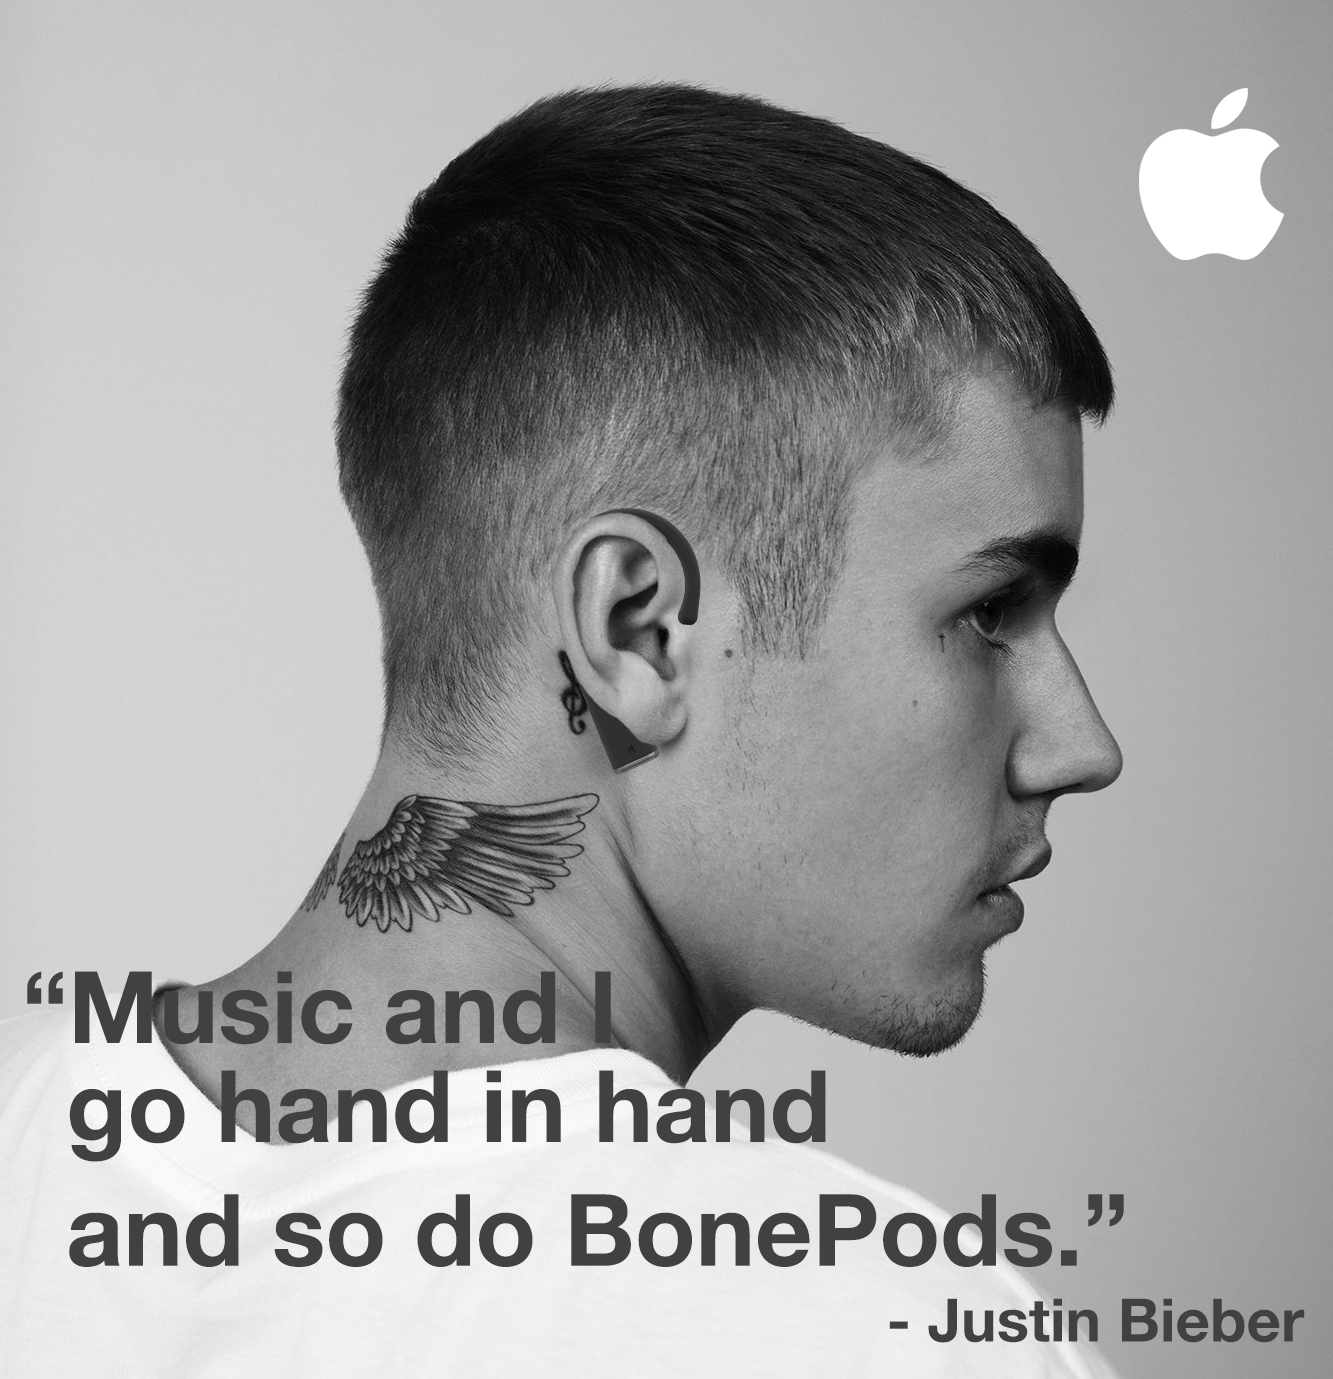 “Music and I
go hand in hand
and so do BonePods.”
- Justin Bieber